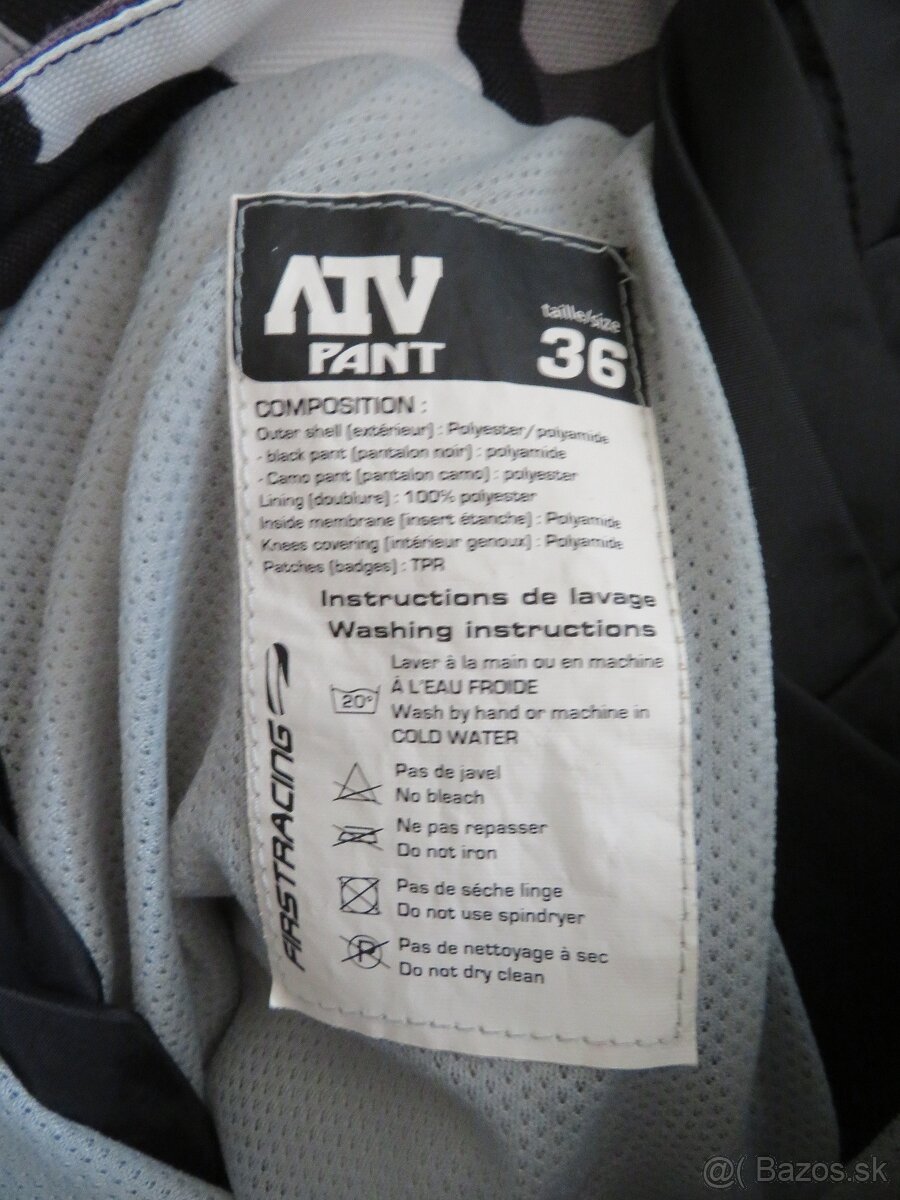 ATV
PANT
taille/size
36
COMPOSITION :
Outer shell (extérieur) : Polyester/polyamide
- black pant (pantalon noir) : polyamide
- Camo pant (pantalon camo) : polyester
Lining (doublure) : 100% polyester
Inside membrane (insert étanche) : Polyamide
Knees covering (intérieur genoux) : Polyamide
Patches (badges) : TPR
Instructions de lavage
Washing instructions
20°
Laver à la main ou en machine
À L'EAU FROIDE
Wash by hand or machine in
COLD WATER
Pas de javel
No bleach
Ne pas repasser
Do not iron
Pas de séche linge
Do not use spindryer
P
Pas de nettoyage à sec
Do not dry clean
FIRSTRACING
@( Bazos.sk